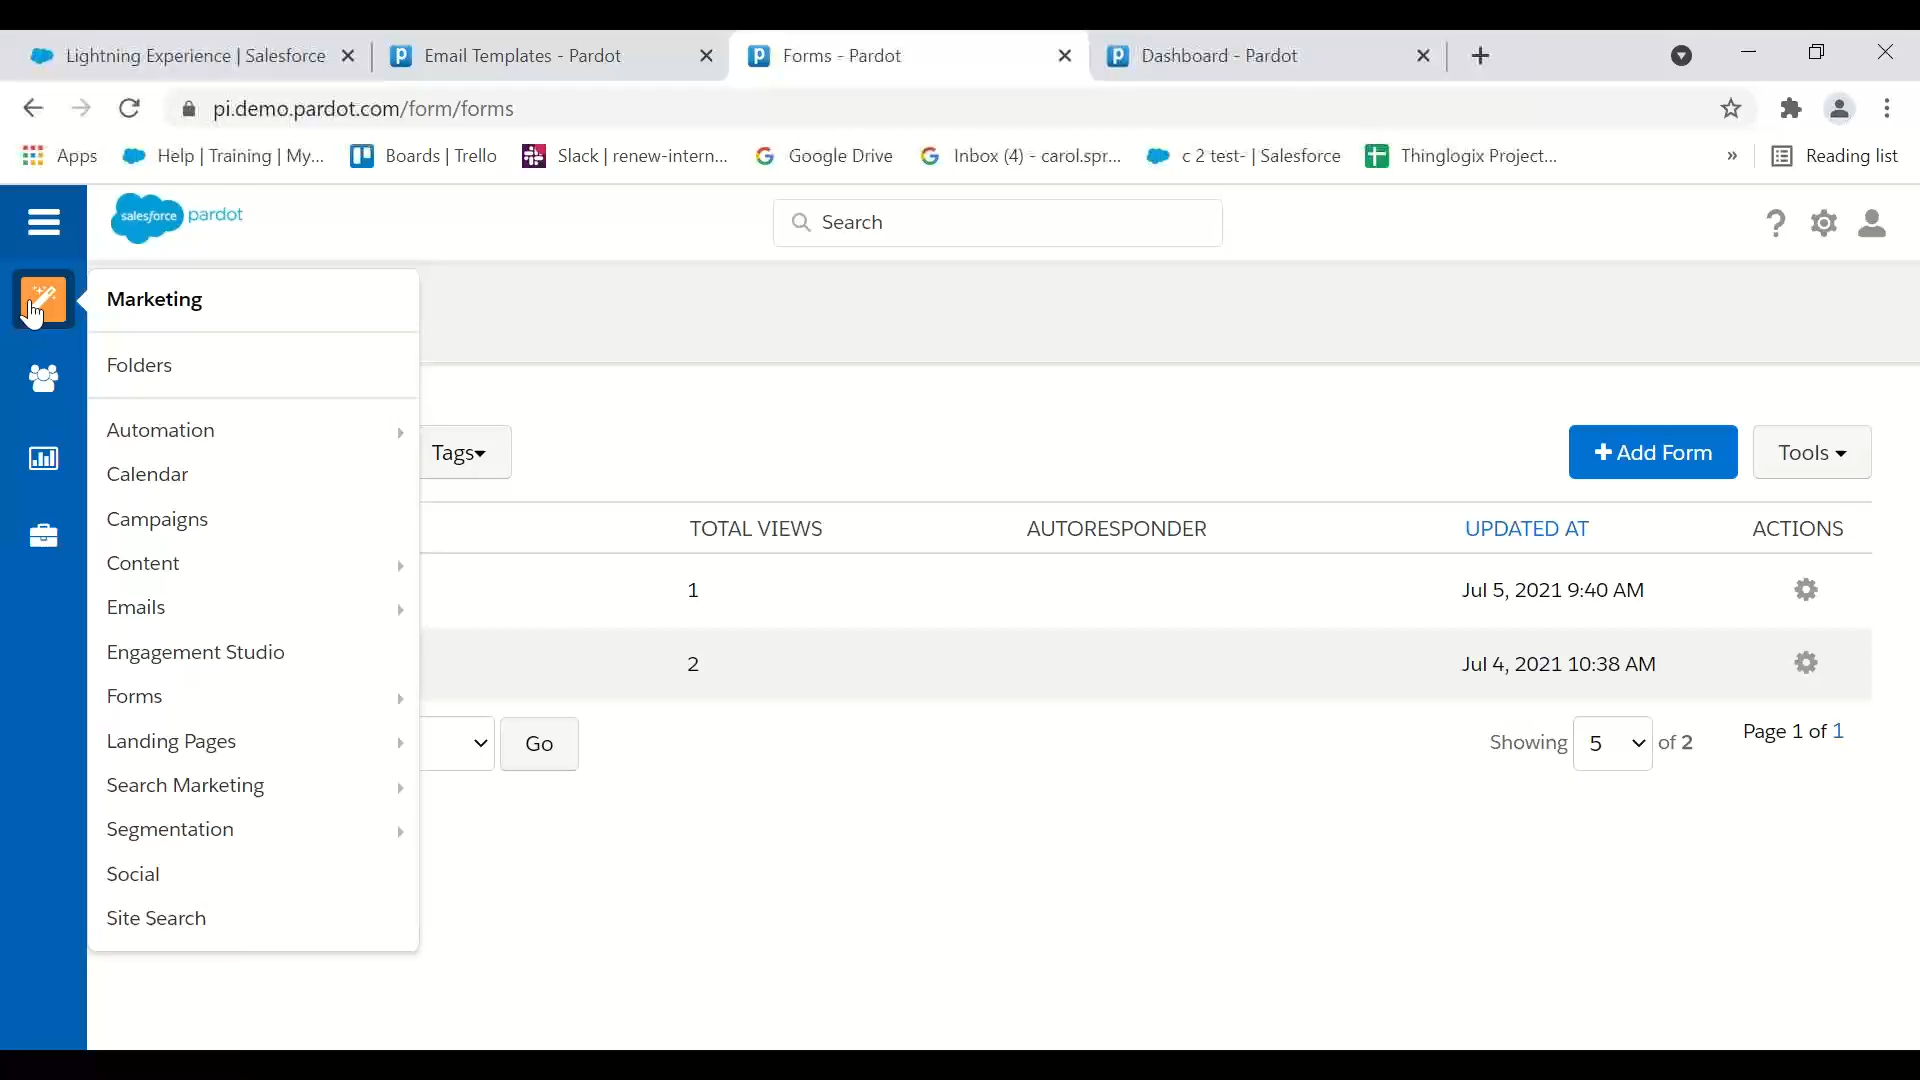 Lightning Experience | Salesforce
Email Templates - Pardot
Forms - Pardot
Dashboard - Pardot
pi.demo.pardot.com/form/forms
Apps
Help | Training | My...
Boards | Trello
Slack | renew-intern...
Google Drive
Inbox (4) - carol.spr...
c 2 test- | Salesforce
Thinglogix Project...
»
Reading list
salesforce pardot
Search
Marketing
Folders
Automation
Calendar
Campaigns
Content
Emails
Engagement Studio
Forms
Landing Pages
Search Marketing
Segmentation
Social
Site Search
Tags
+ Add Form
Tools
TOTAL VIEWS AUTORESPONDER UPDATED AT ACTIONS
1 Jul 5, 2021 9:40 AM
2 Jul 4, 2021 10:38 AM
Go
Showing 5 of 2
Page 1 of 1